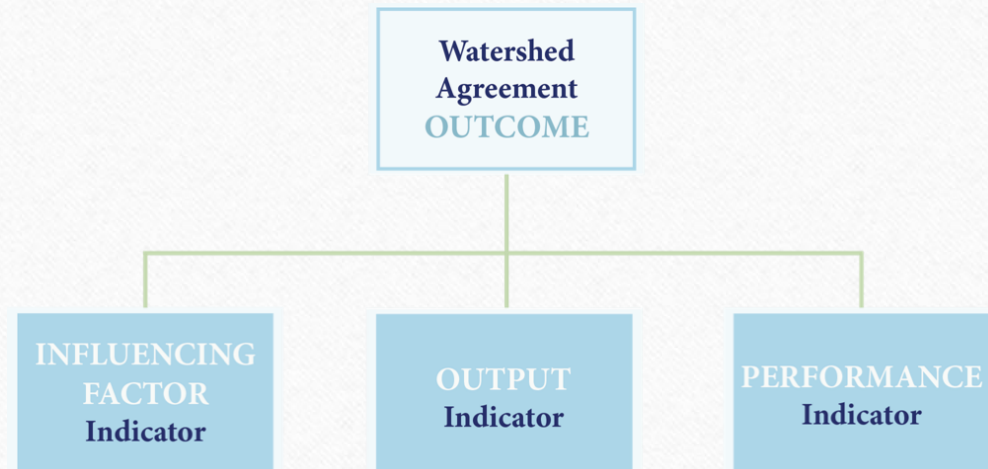 Watershed
Agreement
OUTCOME
INFLUENCING
FACTOR
Indicator
OUTPUT
Indicator
PERFORMANCE
Indicator